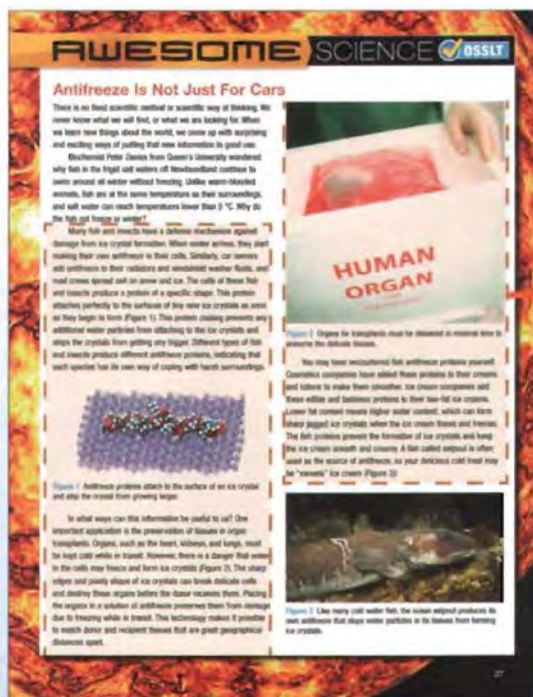 AWESOME SCIENCE OSSLT
Antifreeze Is Not Just For Cars
There is no fixed scientific method or scientific way of thinking. We
never know what we will find, or what we are looking for. When
we learn new things about the world, we come up with surprising
and exciting ways of putting that new information to good use.
Biochemist Peter Davies from Queen's University wondered
why fish in the frigid salt waters off Newfoundland continue to
swim around all winter without freezing. Unlike warm-blooded
animals, fish are at the same temperature as their surroundings,
and salt water can reach temperatures lower than 0 °C. Why do
the fish not freeze in winter?
Many fish and insects have a defense mechanism against
damage from ice crystal formation. When winter arrives, they start
making their own antifreeze in their cells. Similarly, car owners
add antifreeze to their radiators and windshield washer fluids, and
road crews spread salt on snow and ice. The cells of these fish
and insects produce a protein of a specific shape. This protein
attaches perfectly to the surfaces of tiny new ice crystals as soon
as they begin to form (Figure 1). This protein coating prevents any
additional water particles from attaching to the ice crystals and
stops the crystals from getting any bigger. Different types of fish
and insects produce different antifreeze proteins, indicating that
each species has its own way of coping with harsh surroundings.
Figure 1 Antifreeze proteins attach to the surface of an ice crystal
and stop the crystal from growing larger.
In what ways can this information be useful to us? One
important application is the preservation of tissues in organ
transplants. Organs, such as the heart, kidneys, and lungs, must
be kept cold while in transit. However, there is a danger that water
in the cells may freeze and form ice crystals (Figure 2). The sharp
edges and pointy shape of ice crystals can break delicate cells
and destroy these organs before the donor receives them. Placing
the organs in a solution of antifreeze preserves them from damage
due to freezing while in transit. This technology makes it possible
to match donor and recipient tissues that are great geographical
distances apart.
HUMAN
ORGAN
Figure 2 Organs for transplants must be delivered in minimal time to
preserve the delicate tissues.
You may have encountered fish antifreeze proteins yourself.
Cosmetics companies have added these proteins to their creams
and lotions to make them smoother. Ice cream companies add
these edible and tasteless proteins to their low-fat ice creams.
Lower fat content means higher water content, which can form
sharp jagged ice crystals when the ice cream thaws and freezes.
The fish proteins prevent the formation of ice crystals and keep
the ice cream smooth and creamy. A fish called eelpout is often
used as the source of antifreeze, so your delicious cold treat may
be "eelwels" ice cream (Figure 3)!
Figure 3 Like many cold water fish, the ocean eelpout produces its
own antifreeze that stops water particles in its tissues from forming
ice crystals.
27